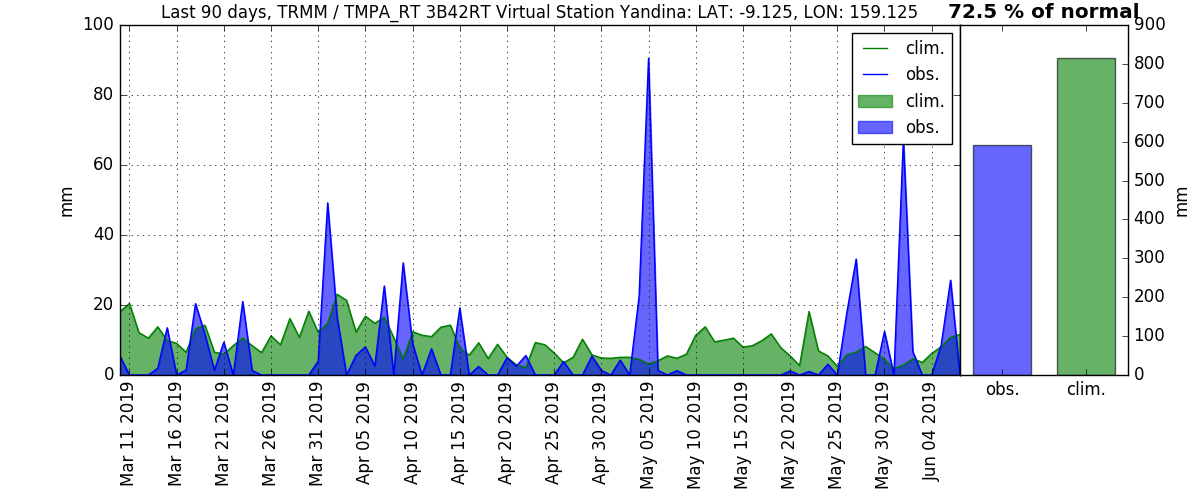 Last 90 days, TRMM / TMPA_RT 3B42RT Virtual Station Yandina: LAT: -9.125, LON: 159.125
72.5 % of normal
100
80
60
40
20
0
mm
clim.
obs.
clim.
obs.
900
800
700
600
500
400
300
200
100
0
mm
Mar 11 2019
Mar 16 2019
Mar 21 2019
Mar 26 2019
Mar 31 2019
Apr 05 2019
Apr 10 2019
Apr 15 2019
Apr 20 2019
Apr 25 2019
Apr 30 2019
May 05 2019
May 10 2019
May 15 2019
May 20 2019
May 25 2019
May 30 2019
Jun 04 2019
obs.
clim.